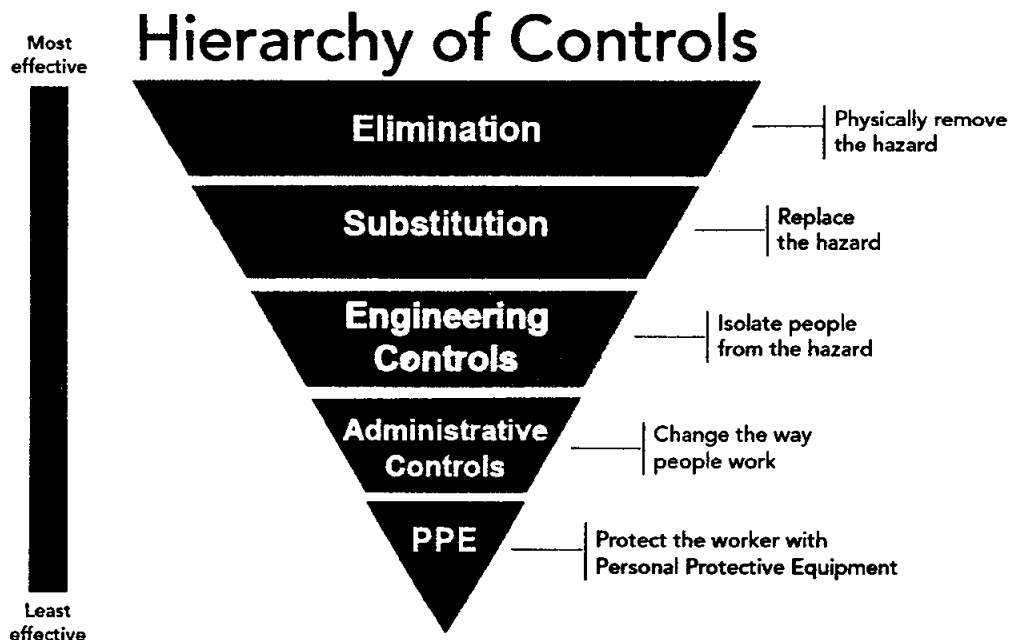 Hierarchy of Controls
Most
effective
Elimination
Physically remove
the hazard
Substitution
Replace
the hazard
Engineering
Controls
Isolate people
from the hazard
Administrative
Controls
Change the way
people work
PPE
Protect the worker with
Personal Protective Equipment
Least
effective